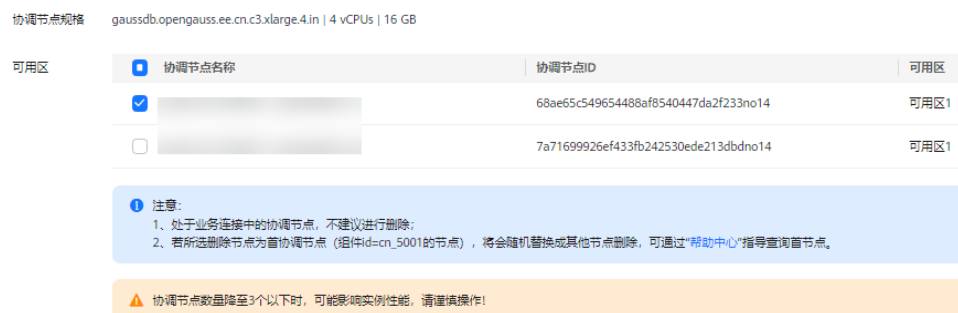 协调节点规格 gaussdb.opengauss.ee.cn.c3.xlarge.4.in | 4 vCPUs | 16 GB
可用区 协调节点名称 协调节点ID 可用区
68ae65c549654488af8540447da2f233no14 可用区1
7a71699926ef433fb242530ede213dbdno14 可用区1
注意:
1、处于业务连接中的协调节点，不建议进行删除；
2、若所选删除节点为首协调节点（组件id=cn_5001的节点），将会随机替换成其他节点删除，可通过“帮助中心”指导查询首节点。
协调节点数量降至3个以下时，可能影响实例性能，请谨慎操作！